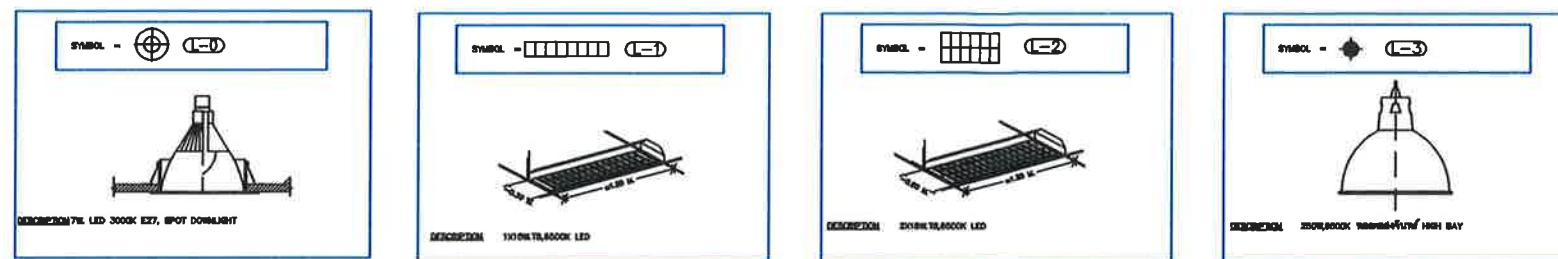 SYMBOL = L-0
SYMBOL = L-1
SYMBOL = L-2
SYMBOL = L-3
DESCRIPTION 7W. LED 3000K E27, SPOT DOWNLIGHT
DESCRIPTION 1X18W.T8,6500K LED
DESCRIPTION 2X18W.T8,6500K LED
DESCRIPTION HIGH BAY